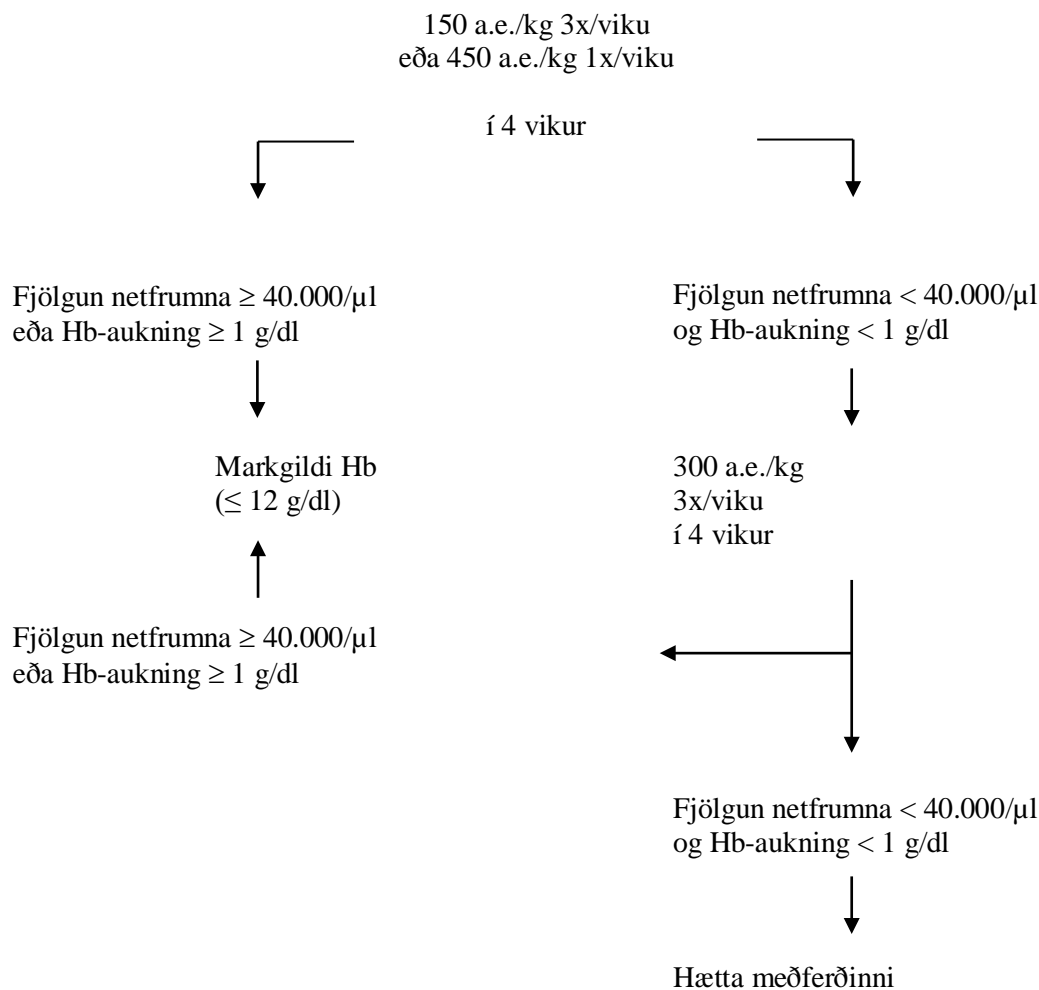 150 a.e./kg 3x/viku
eða 450 a.e./kg 1x/viku
í 4 vikur
Fjölgun netfrumna ≥ 40.000/µl
eða Hb-aukning ≥ 1 g/dl
Fjölgun netfrumna < 40.000/µl
og Hb-aukning < 1 g/dl
Markgildi Hb
(≤ 12 g/dl)
300 a.e./kg
3x/viku
í 4 vikur
Fjölgun netfrumna ≥ 40.000/µl
eða Hb-aukning ≥ 1 g/dl
Fjölgun netfrumna < 40.000/µl
og Hb-aukning < 1 g/dl
Hætta meðferðinni